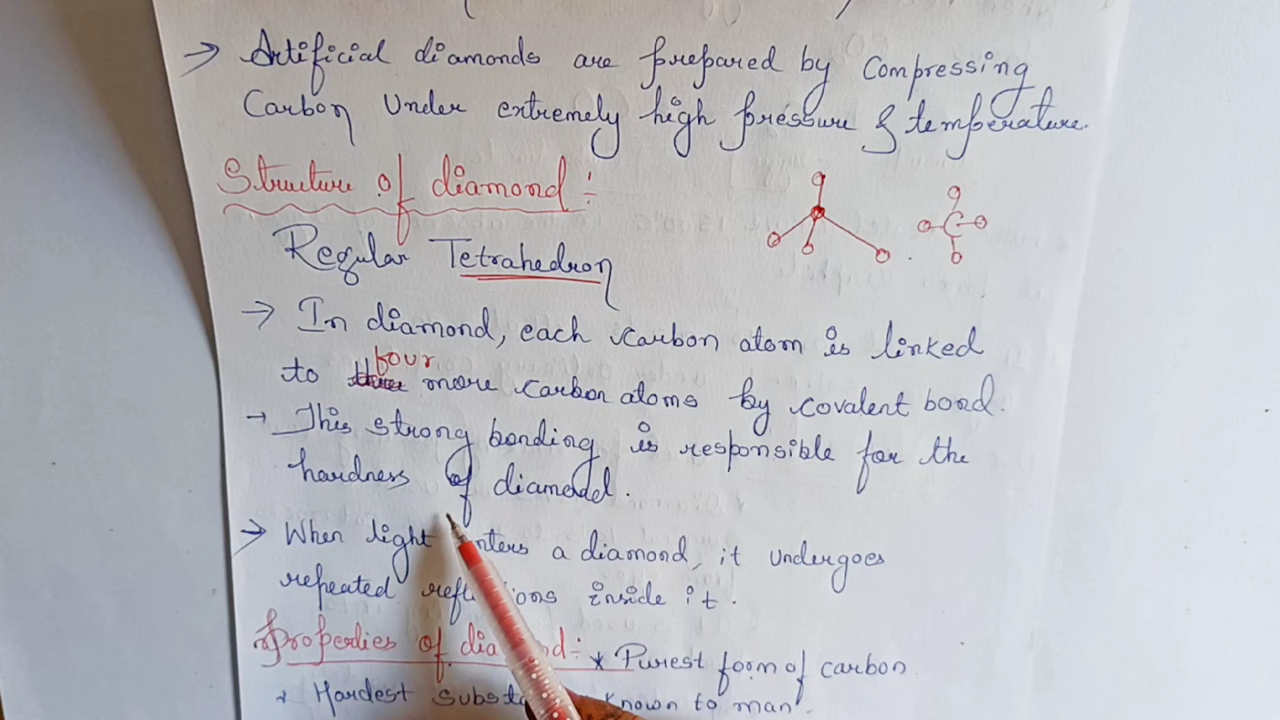 → Artificial diamonds are prepared by Compressing
Carbon under extremely high pressure & temperature.
Structure of diamond :-
Regular Tetrahedron
C
→ In diamond, each carbon atom is linked
four
to three more carbon atoms by covalent bond.
→ This strong bonding is responsible for the
hardness of diamond.
→ When light enters a diamond, it undergoes
repeated reflections inside it.
Properties of diamond :- * Purest form of carbon
* Hardest known to man.